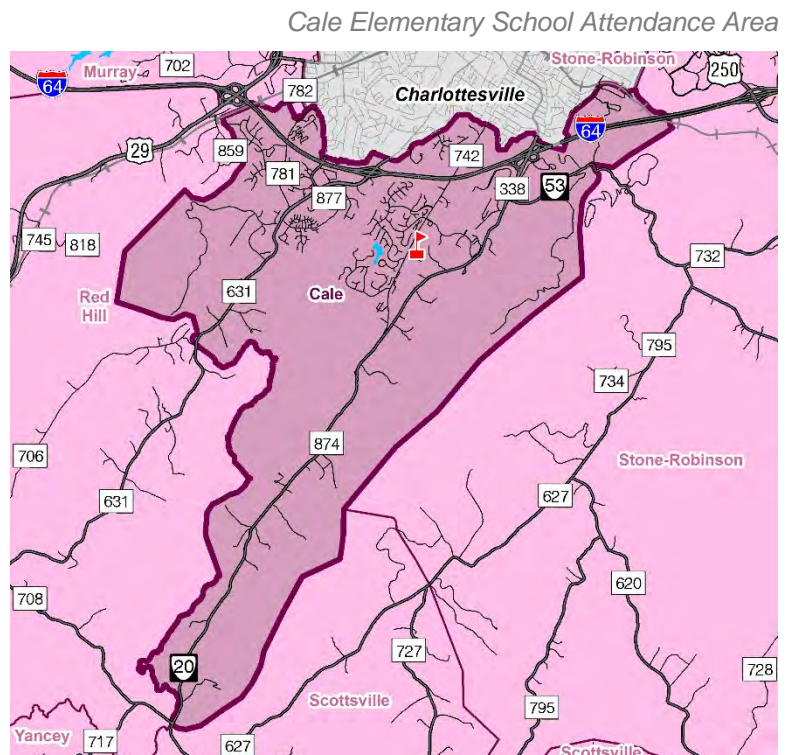 Cale Elementary School Attendance Area
Murray
702
Stone-Robinson
250
64
782
Charlottesville
64
29
859
742
781
877
338
53
745
818
732
Red
Hill
631
Cale
795
734
874
706
Stone-Robinson
631
627
708
620
20
727
728
Scottsville
Yancey
717
627
795
Scottsville